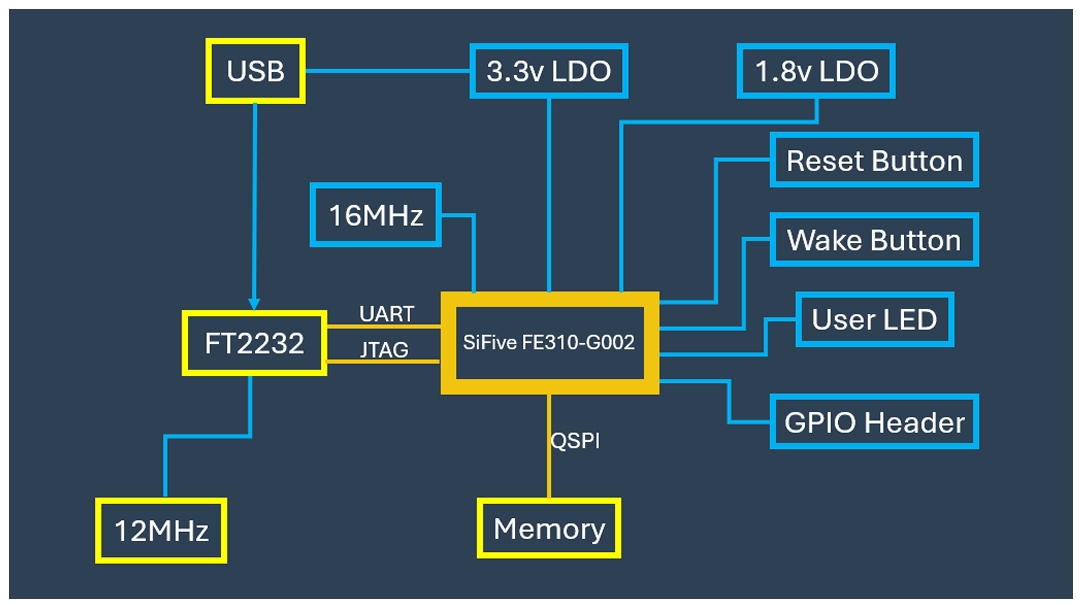 USB
3.3v LDO
1.8v LDO
Reset Button
16MHz
Wake Button
UART
User LED
FT2232
JTAG
SiFive FE310-G002
GPIO Header
QSPI
12MHz
Memory